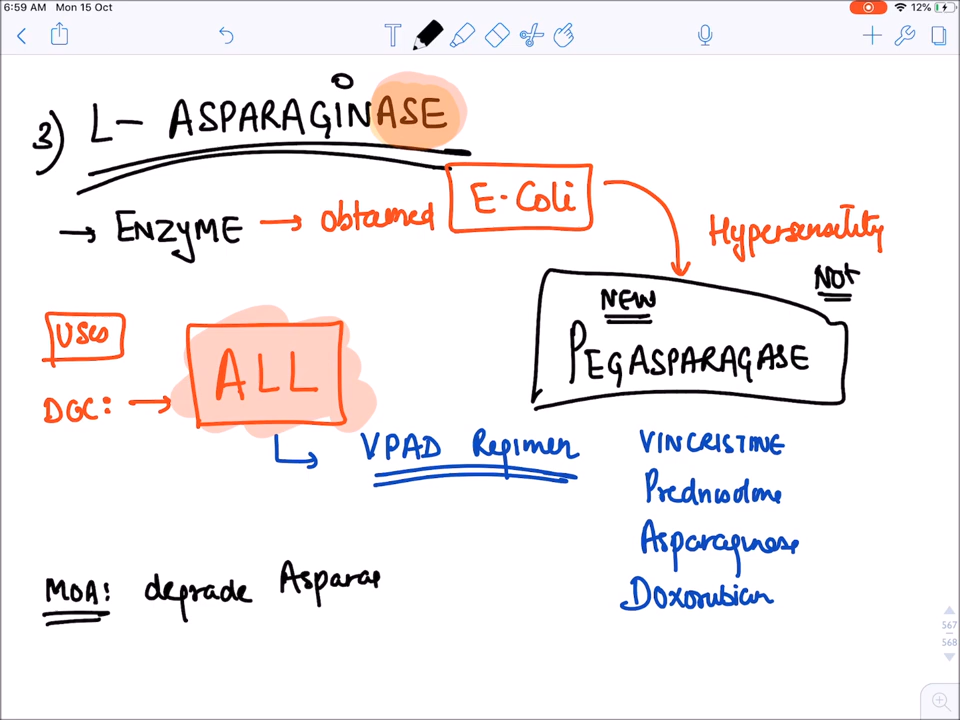 6:59 AM Mon 15 Oct 12%
3) L- ASPARAGINASE
→ ENZYME → obtained E-Coli
Hypersensitivity
NOT
NEW
PEGASPARAGASE
Uses
DOC: → ALL
VPAD Regimen
VINCRISTINE
Prednisolone
Asparaginase
Doxorubicin
MOA: degrade Asparag
567
568